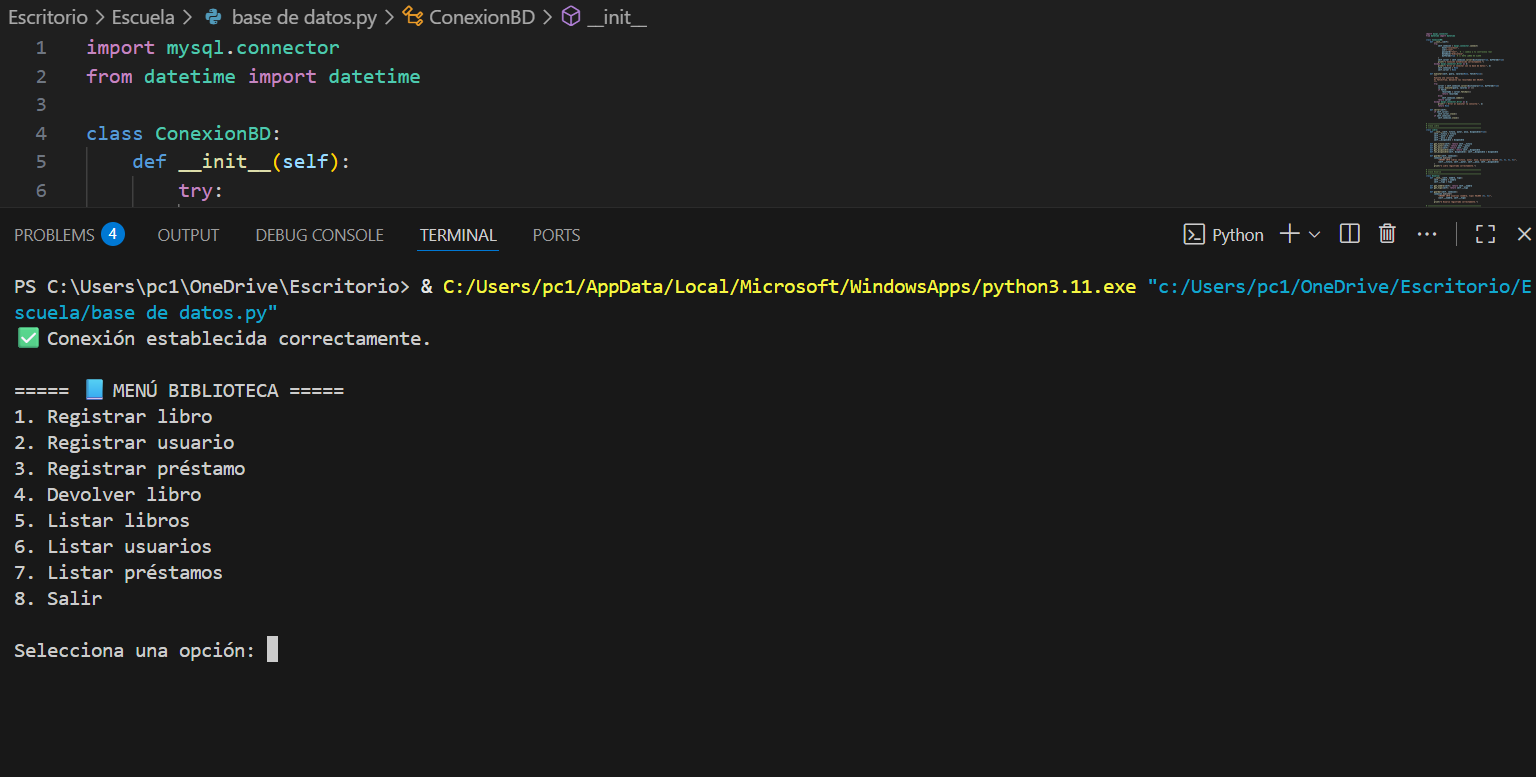 Escritorio > Escuela > base de datos.py > ConexionBD > __init__
1 import mysql.connector
2 from datetime import datetime
3
4 class ConexionBD:
5 def __init__(self):
6 try:
PROBLEMS 4 OUTPUT DEBUG CONSOLE TERMINAL PORTS Python
PS C:\Users\pc1\OneDrive\Escritorio> & C:/Users/pc1/AppData/Local/Microsoft/WindowsApps/python3.11.exe "c:/Users/pc1/OneDrive/Escritorio/E
scuela/base de datos.py"
✅ Conexión establecida correctamente.
===== 📘 MENÚ BIBLIOTECA =====
1. Registrar libro
2. Registrar usuario
3. Registrar préstamo
4. Devolver libro
5. Listar libros
6. Listar usuarios
7. Listar préstamos
8. Salir
Selecciona una opción: